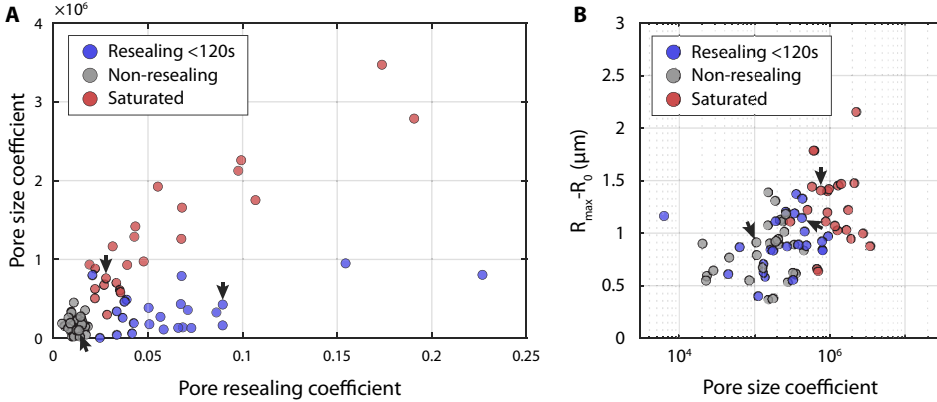 A
×10⁶
4
3
2
1
0
Pore size coefficient
Resealing <120s
Non-resealing
Saturated
0 0.05 0.1 0.15 0.2 0.25
Pore resealing coefficient
B
3
2.5
2
1.5
1
0.5
0
Rmax-R0 (μm)
Resealing <120s
Non-resealing
Saturated
10⁴ 10⁶
Pore size coefficient